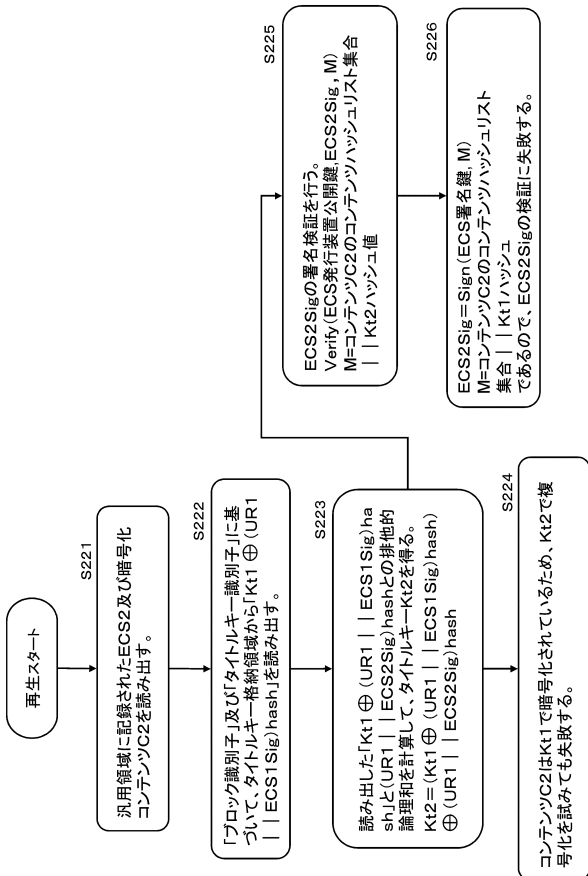 再生スタート
S221
汎用領域に記録されたECS2及び暗号化
コンテンツC2を読み出す。
S222
「ブロック識別子」及び「タイトルキー識別子」に基
づいて、タイトルキー格納領域から「Kt1⊕(UR1
||ECS1Sig)hash」を読み出す。
S223
読み出した「Kt1⊕(UR1||ECS1Sig)ha
sh」と(UR1||ECS2Sig)hashとの排他的
論理和を計算して、タイトルキーKt2を得る。
Kt2=(Kt1⊕(UR1||ECS1Sig)hash)
⊕(UR1||ECS2Sig)hash
S224
コンテンツC2はKt1で暗号化されているため、Kt2で複
号化を試みても失敗する。
S225
ECS2Sigの署名検証を行う。
Verify(ECS発行装置公開鍵,ECS2Sig,M)
M=コンテンツC2のコンテンツハッシュリスト集合
||Kt2ハッシュ値
S226
ECS2Sig=Sign(ECS署名鍵,M)
M=コンテンツC2のコンテンツハッシュリスト
集合||Kt1ハッシュ
であるので、ECS2Sigの検証に失敗する。